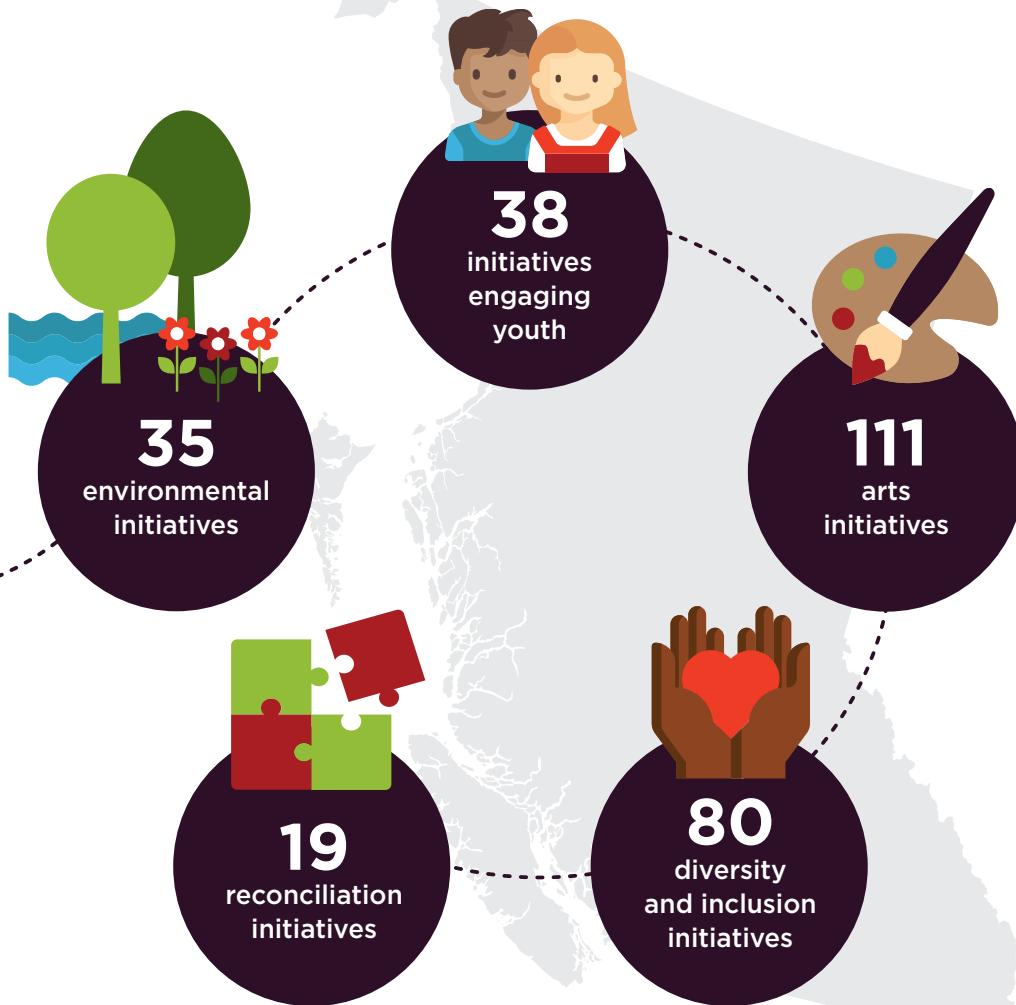 38
initiatives
engaging
youth
35
environmental
initiatives
111
arts
initiatives
19
reconciliation
initiatives
80
diversity
and inclusion
initiatives